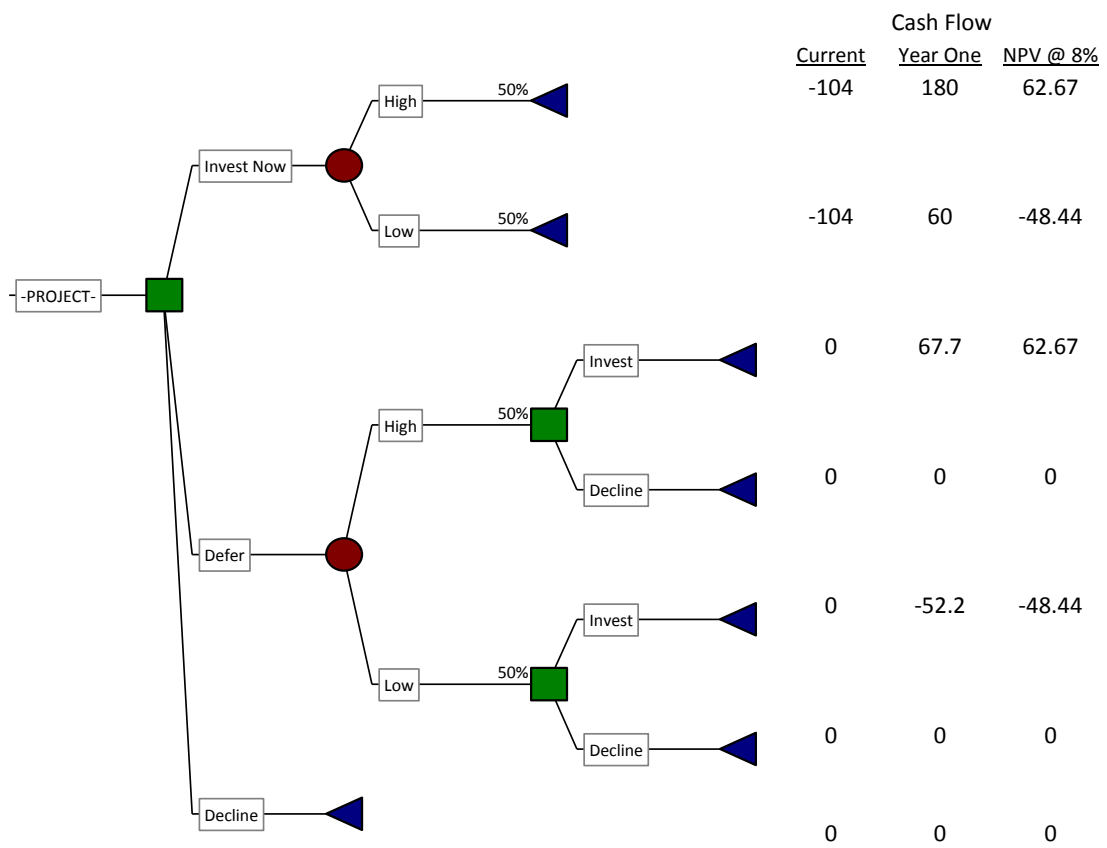 Cash Flow
Current Year One NPV @ 8%
50%
High
-104 180 62.67
Invest Now
50%
Low
-104 60 -48.44
-PROJECT-
Invest
0 67.7 62.67
50%
High
Decline
0 0 0
Defer
Invest
0 -52.2 -48.44
50%
Low
Decline
0 0 0
Decline
0 0 0